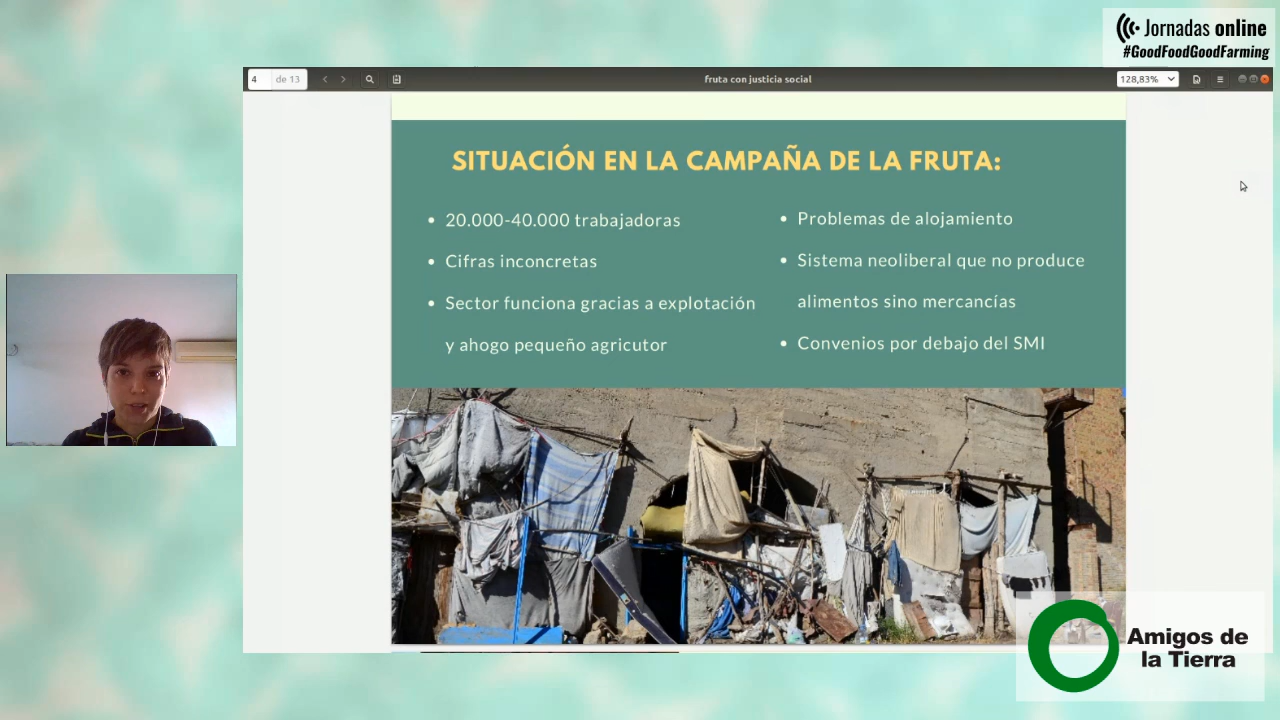 Jornadas online
#GoodFoodGoodFarming
4 de 13
fruta con justicia social
128,83%
SITUACIÓN EN LA CAMPAÑA DE LA FRUTA:
• 20.000-40.000 trabajadoras
• Cifras inconcretas
• Sector funciona gracias a explotación
y ahogo pequeño agricutor
• Problemas de alojamiento
• Sistema neoliberal que no produce
alimentos sino mercancías
• Convenios por debajo del SMI
Amigos de
la Tierra